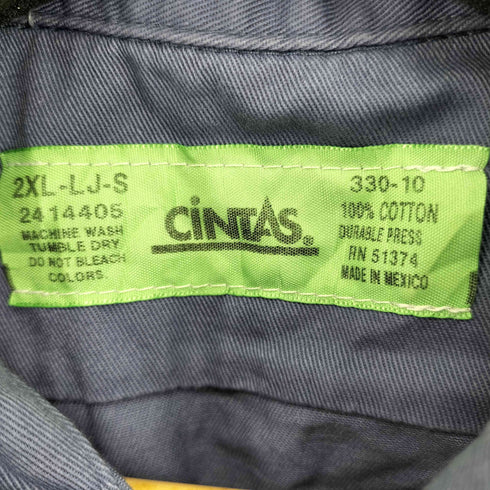 2XL-LJ-S
2414405
MACHINE WASH
TUMBLE DRY
DO NOT BLEACH
COLORS.
CiNTAS®
330-10
100% COTTON
DURABLE PRESS
RN 51374
MADE IN MEXICO